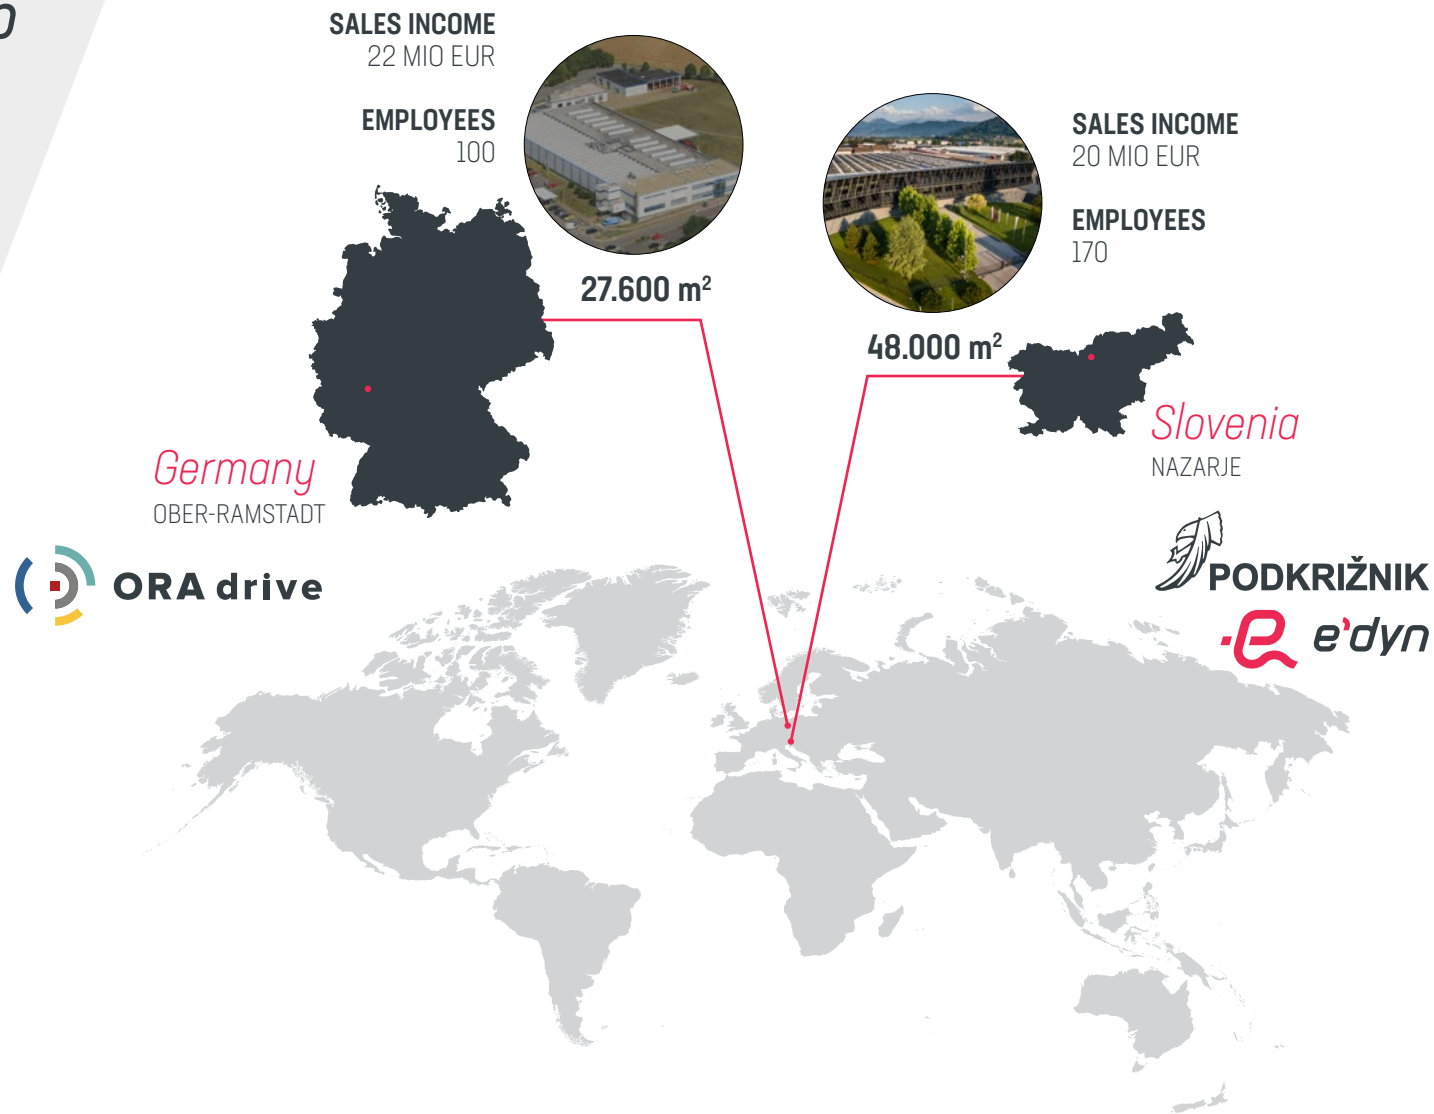 SALES INCOME
22 MIO EUR
EMPLOYEES
100
27.600 m²
Germany
OBER-RAMSTADT
ORA drive
SALES INCOME
20 MIO EUR
EMPLOYEES
170
48.000 m²
Slovenia
NAZARJE
PODKRIŽNIK
e'dyn